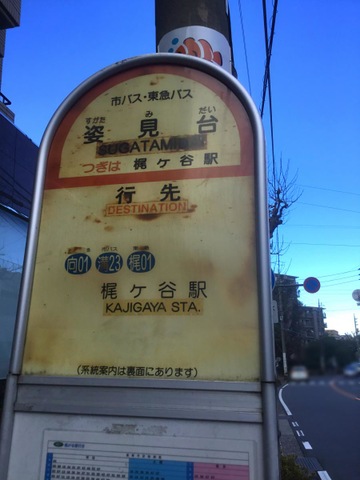 市バス・東急バス
すがた み だい
姿見台
SUGATAMI
つぎは 梶ヶ谷駅
行先
DESTINATION
向01 溝23 梶01
梶ヶ谷駅
KAJIGAYA STA.
(系統案内は裏面にあります)